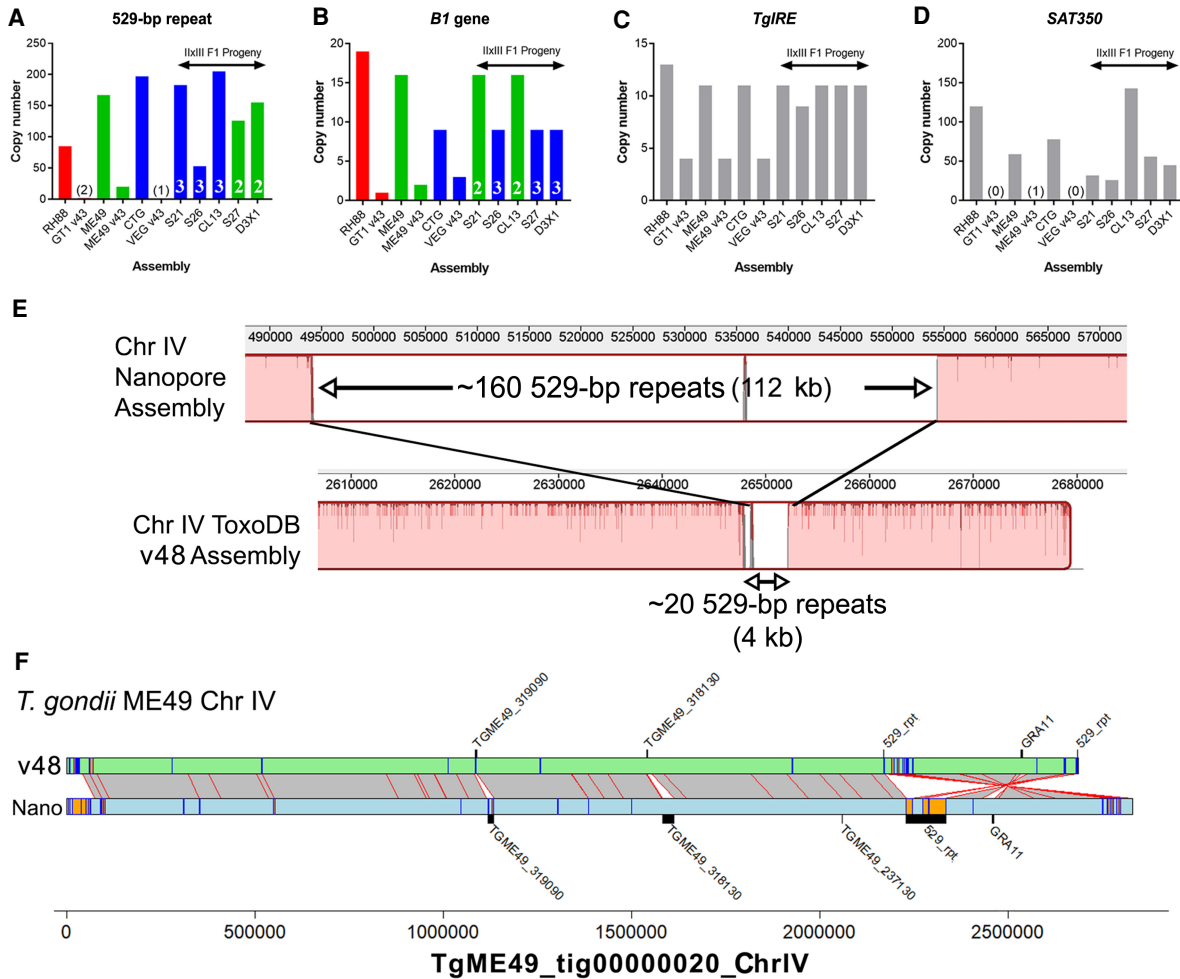 A
529-bp repeat
IIxIII F1 Progeny
Copy number
250
200
150
100
50
0
(2)
(1)
3
3
3
2
2
RH88
GT1 v43
ME49
ME49 v43
CTG
VEG v43
S21
S26
CL13
S27
D3X1
Assembly
B
B1 gene
IIxIII F1 Progeny
Copy number
20
15
10
5
0
2
3
2
3
3
RH88
GT1 v43
ME49
ME49 v43
CTG
VEG v43
S21
S26
CL13
S27
D3X1
Assembly
C
TgIRE
IIxIII F1 Progeny
Copy number
15
10
5
0
RH88
GT1 v43
ME49
ME49 v43
CTG
VEG v43
S21
S26
CL13
S27
D3X1
Assembly
D
SAT350
IIxIII F1 Progeny
Copy number
200
150
100
50
0
(0)
(1)
(0)
RH88
GT1 v43
ME49
ME49 v43
CTG
VEG v43
S21
S26
CL13
S27
D3X1
Assembly
E
490000 495000 500000 505000 510000 515000 520000 525000 530000 535000 540000 545000 550000 555000 560000 565000 570000
Chr IV
Nanopore
Assembly
~160 529-bp repeats (112 kb)
2610000 2620000 2630000 2640000 2650000 2660000 2670000 2680000
Chr IV ToxoDB
v48 Assembly
~20 529-bp repeats
(4 kb)
F
T. gondii ME49 Chr IV
TGME49_319090
TGME49_318130
529_rpt
GRA11
529_rpt
v48
Nano
TGME49_319090
TGME49_318130
TGME49_237130
529_rpt
GRA11
0 500000 1000000 1500000 2000000 2500000
TgME49_tig00000020_ChrIV